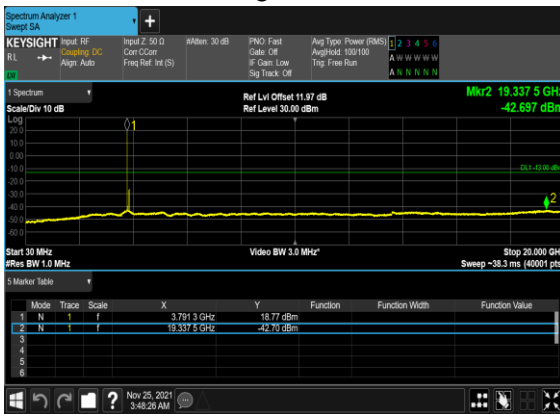 Spectrum Analyzer 1
Swept SA
+
KEYSIGHT Input: RF Input Z: 50 Ω #Atten: 30 dB PNO: Fast Avg Type: Power (RMS) 1 2 3 4 5 6
RL Coupling: DC Corr CCorr Gate: Off Avg|Hold: 100/100 A W W W W W
Align: Auto Freq Ref: Int (S) IF Gain: Low Trig: Free Run
Sig Track: Off A N N N N N
1 Spectrum Ref Lvl Offset 11.97 dB Mkr2 19.337 5 GHz
Scale/Div 10 dB Ref Level 30.00 dBm -42.697 dBm
Log
20.0
10.0
0.00
-10.0
-20.0
-30.0
-40.0
-50.0
-60.0
1
DL1 -13.00 dBm
2
Start 30 MHz Video BW 3.0 MHz* Stop 20.000 GHz
#Res BW 1.0 MHz Sweep ~38.3 ms (40001 pts)
5 Marker Table
Mode Trace Scale X Y Function Function Width Function Value
1 N 1 f 3.791 3 GHz 18.77 dBm
2 N 1 f 19.337 5 GHz -42.70 dBm
3
4
5
6
? Nov 25, 2021
3:48:26 AM